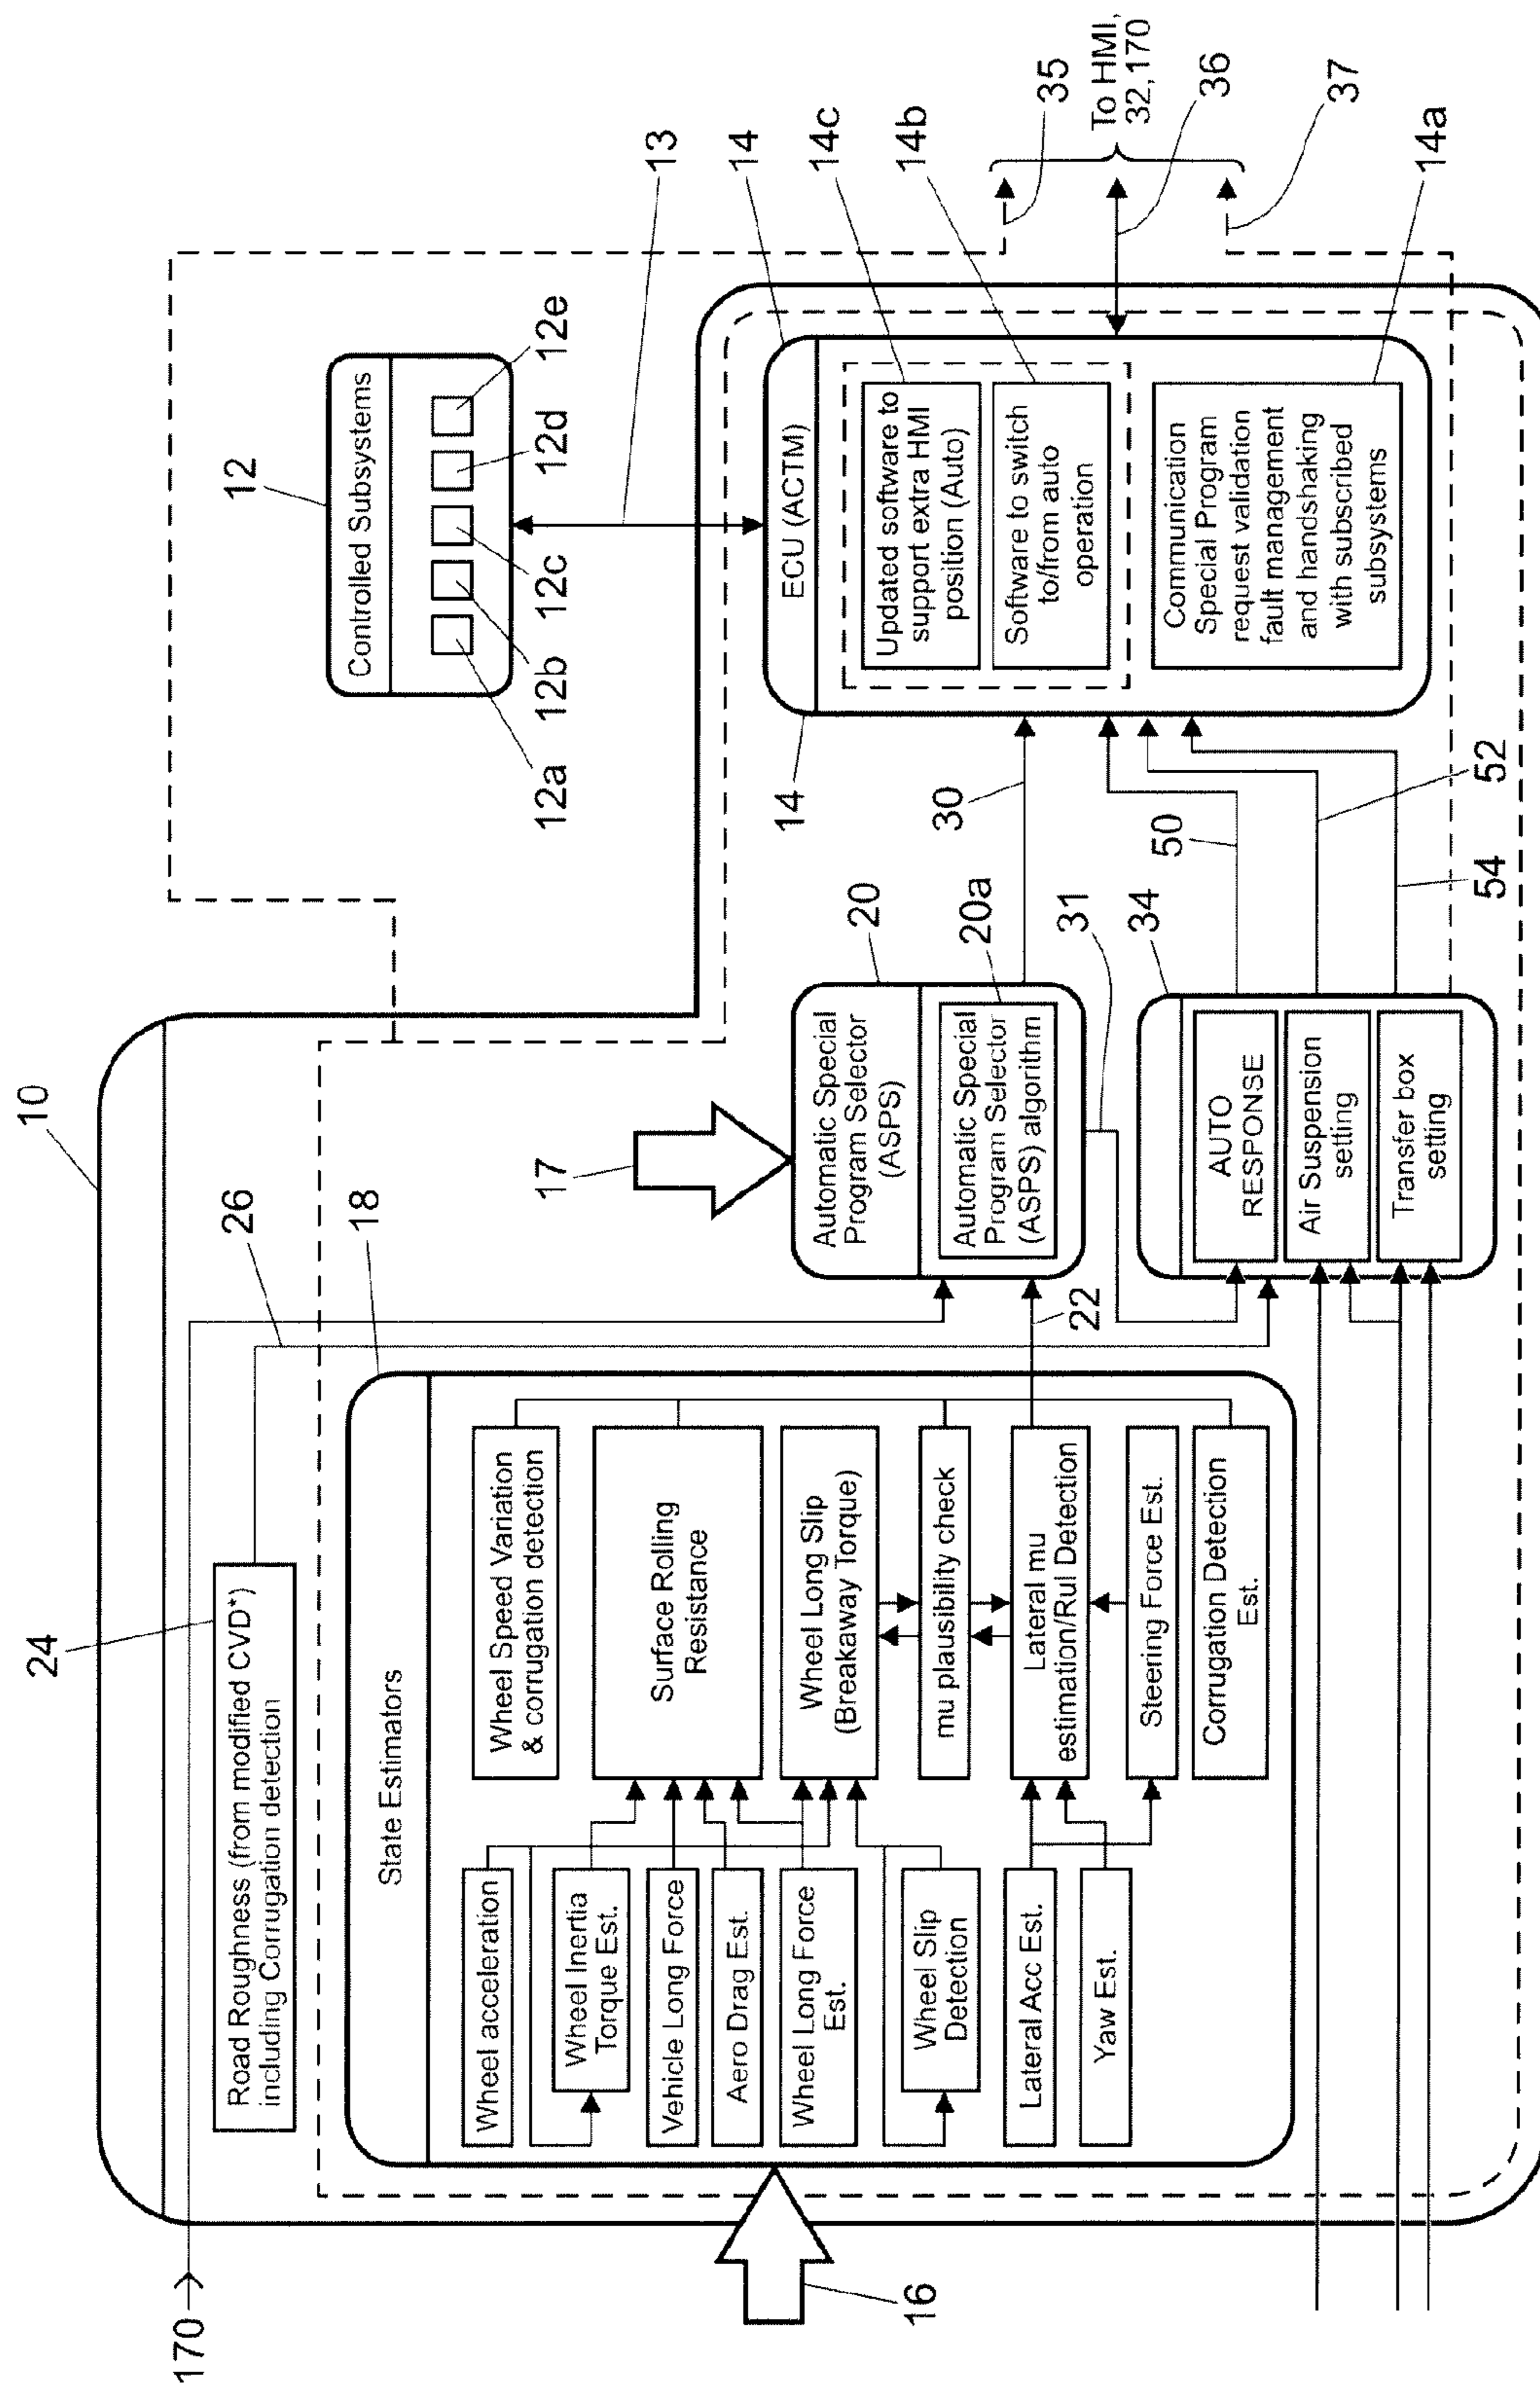 10
24
Road Roughness (from modified CVD*)
including Corrugation detection
26
18
170
State Estimators
Wheel acceleration
Wheel Inertia
Torque Est.
Vehicle Long Force
Aero Drag Est.
Wheel Long Force
Est.
Wheel Slip
Detection
Lateral Acc Est.
Yaw Est.
Wheel Speed Variation
& corrugation detection
Surface Rolling
Resistance
Wheel Long Slip
(Breakaway Torque)
mu plausibility check
Lateral mu
estimation/Rul Detection
Steering Force Est.
Corrugation Detection
Est.
16
17
20
Automatic Special
Program Selector
(ASPS)
20a
Automatic Special
Program Selector
(ASPS) algorithm
22
30
31
34
AUTO
RESPONSE
Air Suspension
setting
Transfer box
setting
50
52
54
12
Controlled Subsystems
12a
12b
12c
12d
12e
13
14
14
ECU (ACTM)
14c
Updated software to
support extra HMI
position (Auto)
14b
Software to switch
to/from auto
operation
14a
Communication
Special Program
request validation
fault management
and handshaking
with subscribed
subsystems
35
To HMI,
32,170
36
37